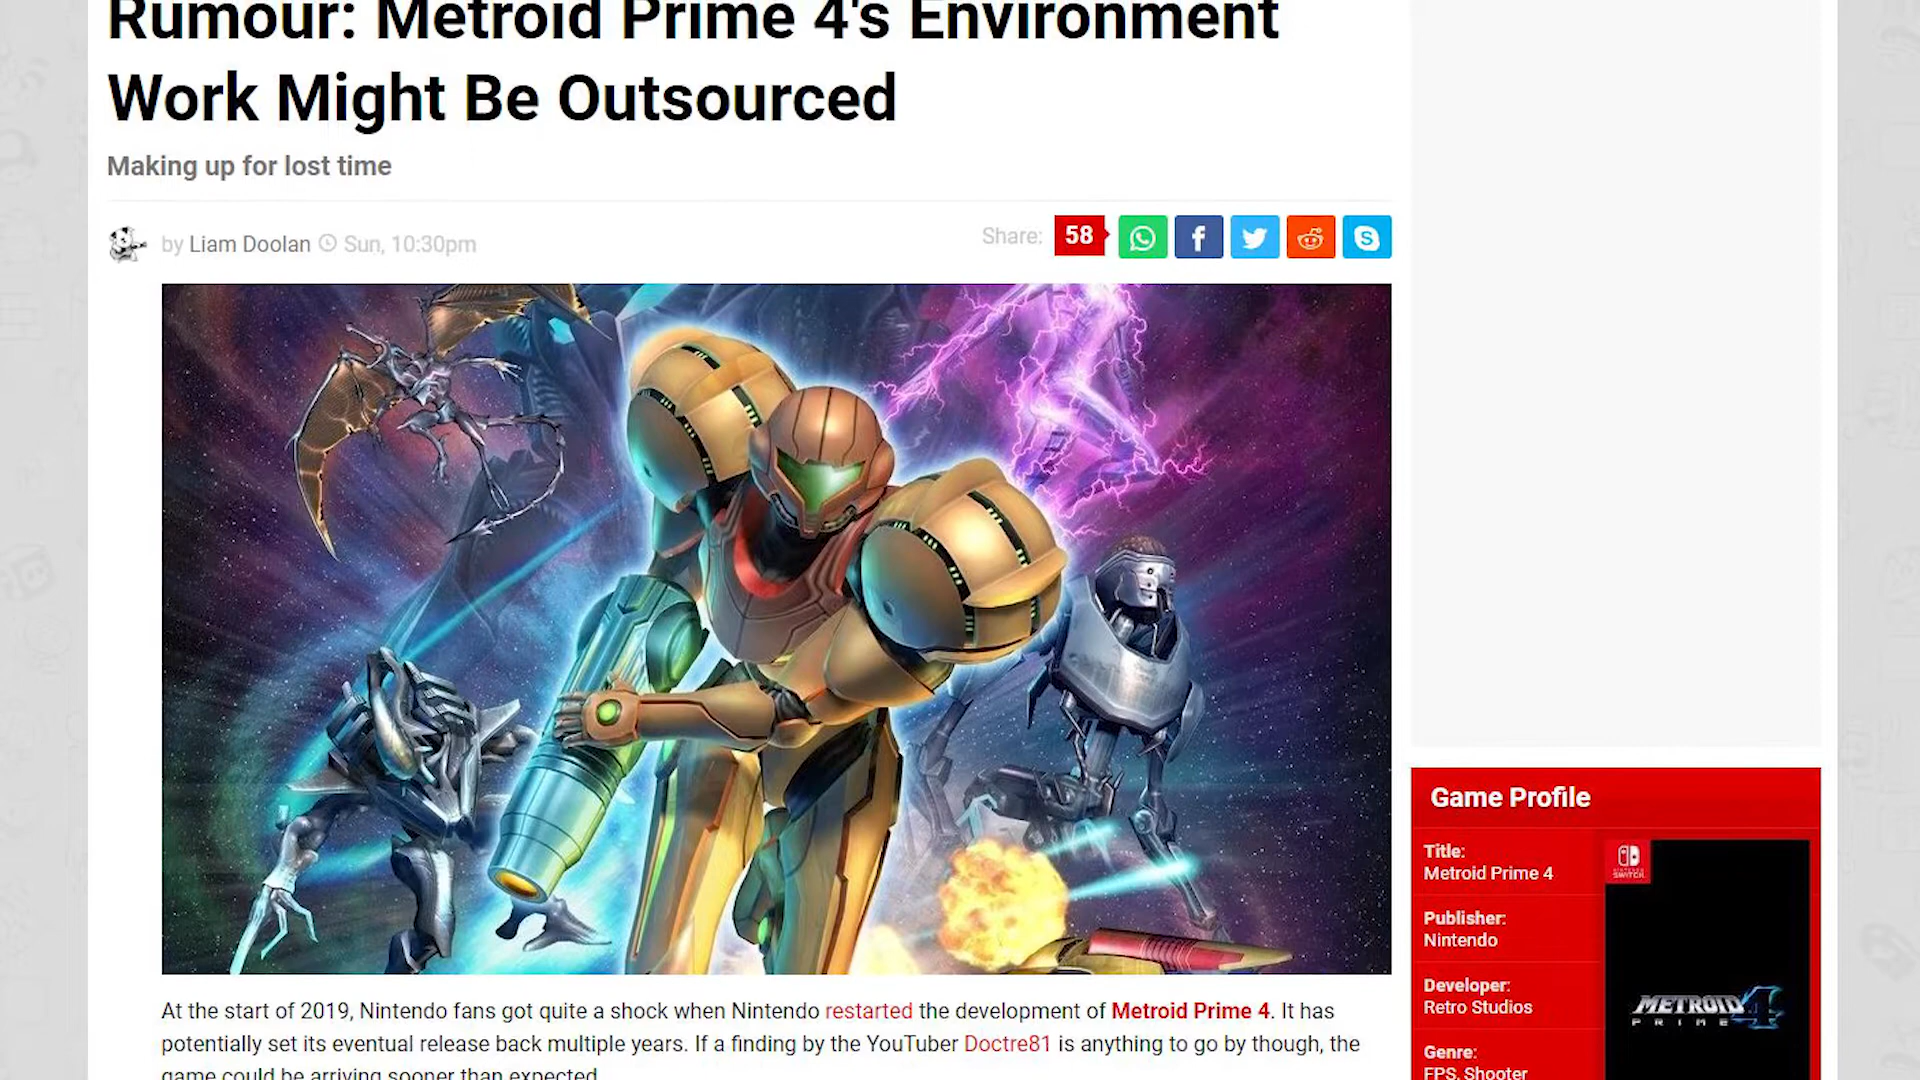 Rumour: Metroid Prime 4's Environment
Work Might Be Outsourced
Making up for lost time
by Liam Doolan Sun, 10:30pm
Share: 58
At the start of 2019, Nintendo fans got quite a shock when Nintendo restarted the development of Metroid Prime 4. It has
potentially set its eventual release back multiple years. If a finding by the YouTuber Doctre81 is anything to go by though, the
game could be arriving sooner than expected.
Game Profile
Title:
Metroid Prime 4
Publisher:
Nintendo
Developer:
Retro Studios
Genre:
FPS, Shooter
NINTENDO
SWITCH
METROID 4
PRIME